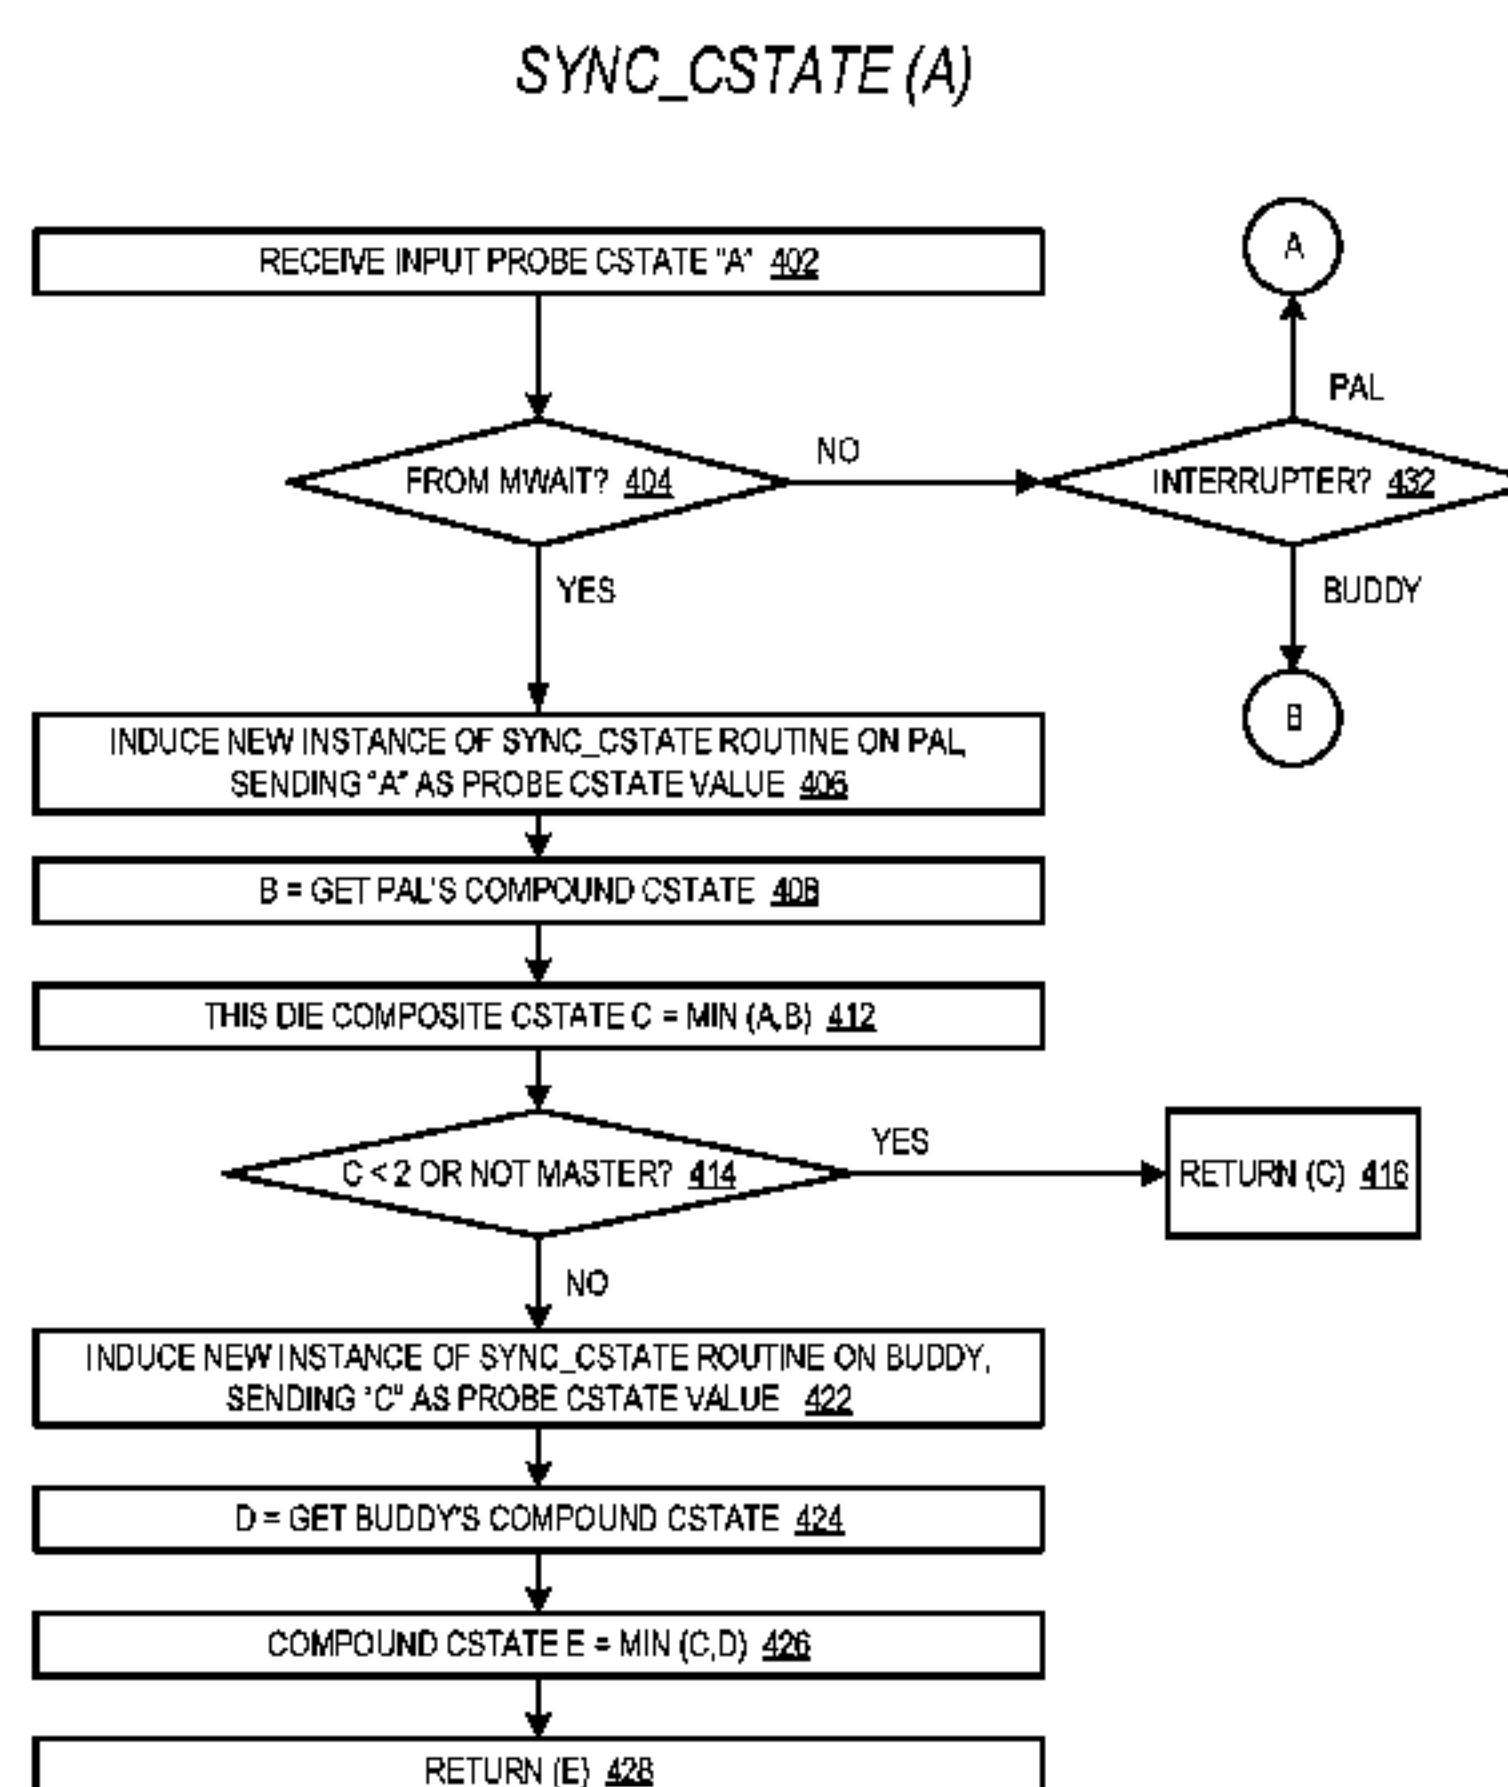 SYNC_CSTATE (A)
RECEIVE INPUT PROBE CSTATE "A" 402
A
PAL
FROM MWAIT? 404
NO
INTERRUPTER? 432
YES
BUDDY
B
INDUCE NEW INSTANCE OF SYNC_CSTATE ROUTINE ON PAL,
SENDING "A" AS PROBE CSTATE VALUE 406
B = GET PAL'S COMPOUND CSTATE 408
THIS DIE COMPOSITE CSTATE C = MIN (A,B) 412
C < 2 OR NOT MASTER? 414
YES
RETURN (C) 416
NO
INDUCE NEW INSTANCE OF SYNC_CSTATE ROUTINE ON BUDDY,
SENDING "C" AS PROBE CSTATE VALUE 422
D = GET BUDDY'S COMPOUND CSTATE 424
COMPOUND CSTATE E = MIN (C,D) 426
RETURN (E) 428